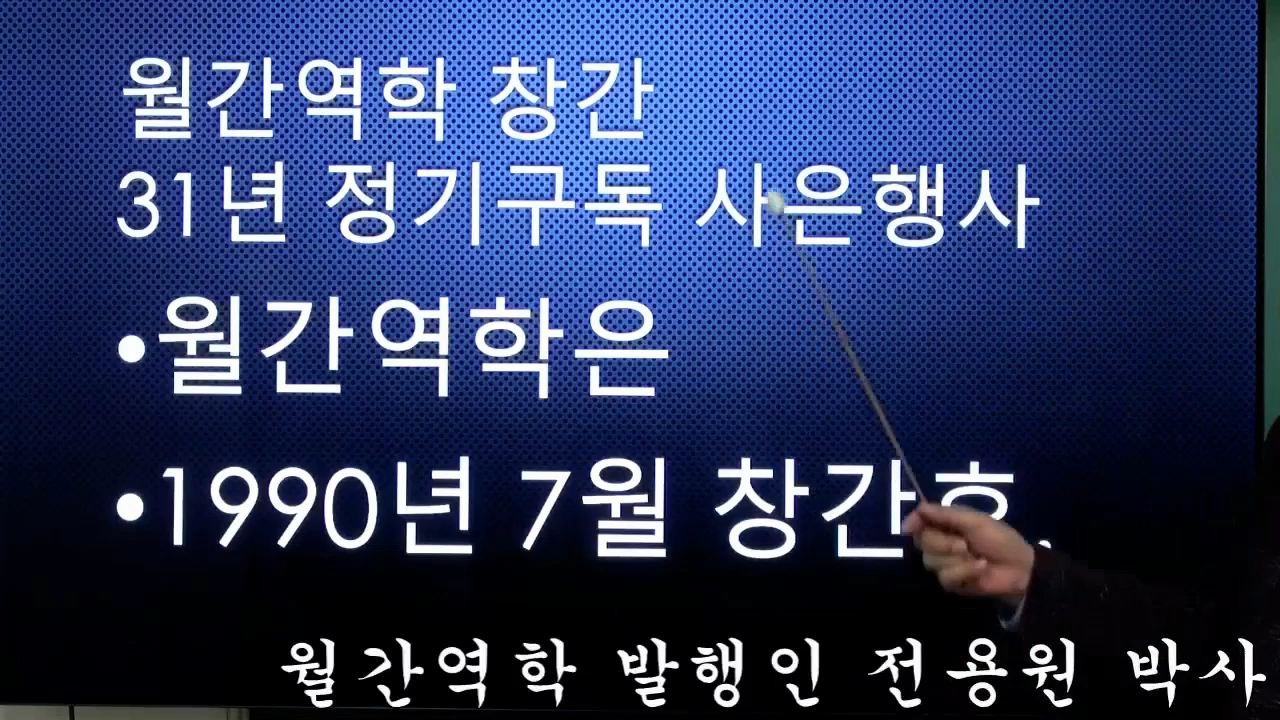 월간역학 창간
31년 정기구독 사은행사
•월간역학은
•1990년 7월 창간호.
월간역학 발행인 전용원 박사